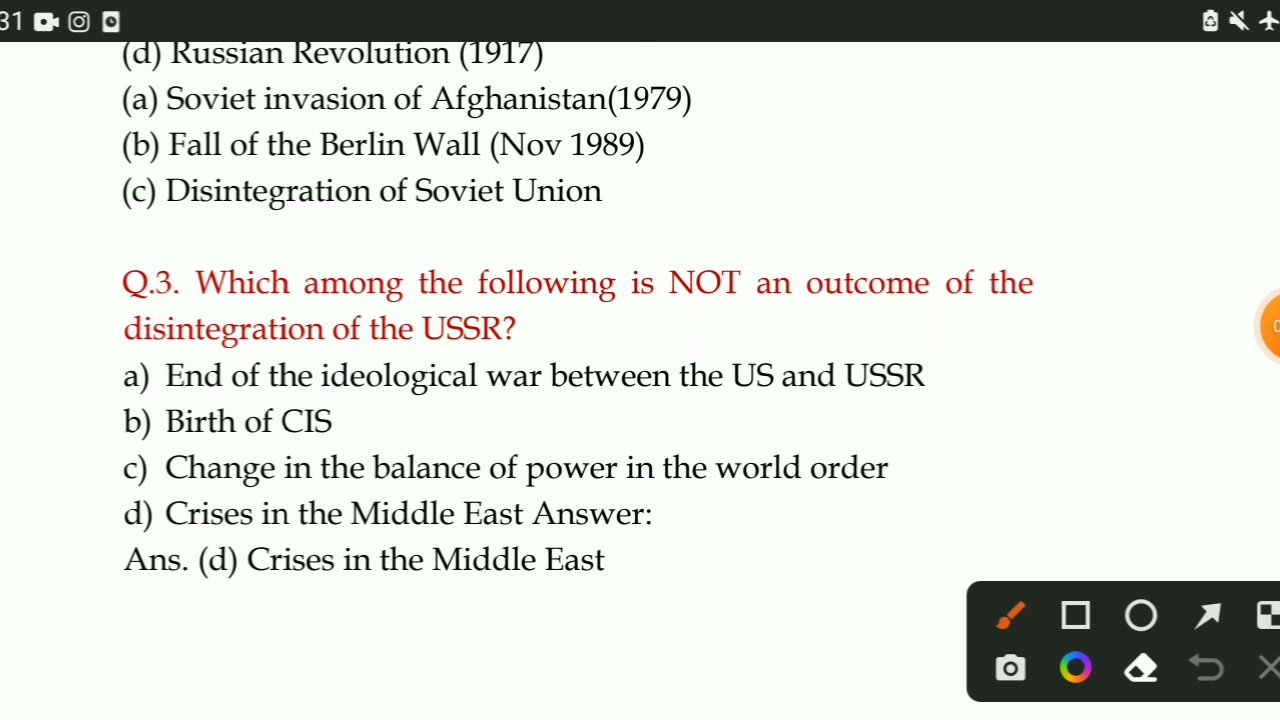 31
(d) Russian Revolution (1917)
(a) Soviet invasion of Afghanistan(1979)
(b) Fall of the Berlin Wall (Nov 1989)
(c) Disintegration of Soviet Union
Q.3. Which among the following is NOT an outcome of the
disintegration of the USSR?
a) End of the ideological war between the US and USSR
b) Birth of CIS
c) Change in the balance of power in the world order
d) Crises in the Middle East Answer:
Ans. (d) Crises in the Middle East